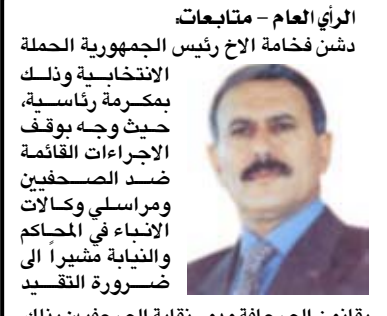 الرأي العام – متابعات:
دشن فخامة الاخ رئيس الجمهورية الحملة
الانتخابية وذلك
بمكرمة رئاسية،
حيث وجه بوقف
الاجراءات القائمة
ضد الصحفيين
ومراسلي وكالات
الانباء في المحاكم
والنيابة مشيراً الى
ضرورة التقيد